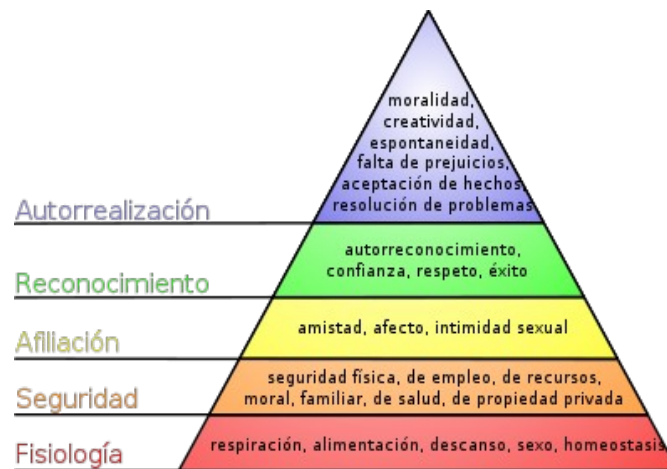 moralidad,
creatividad,
espontaneidad,
falta de prejuicios,
aceptación de hechos,
resolución de problemas
Autorrealización
autorreconocimiento,
confianza, respeto, éxito
Reconocimiento
amistad, afecto, intimidad sexual
Afiliación
seguridad física, de empleo, de recursos,
moral, familiar, de salud, de propiedad privada
Seguridad
respiración, alimentación, descanso, sexo, homeostasis
Fisiología